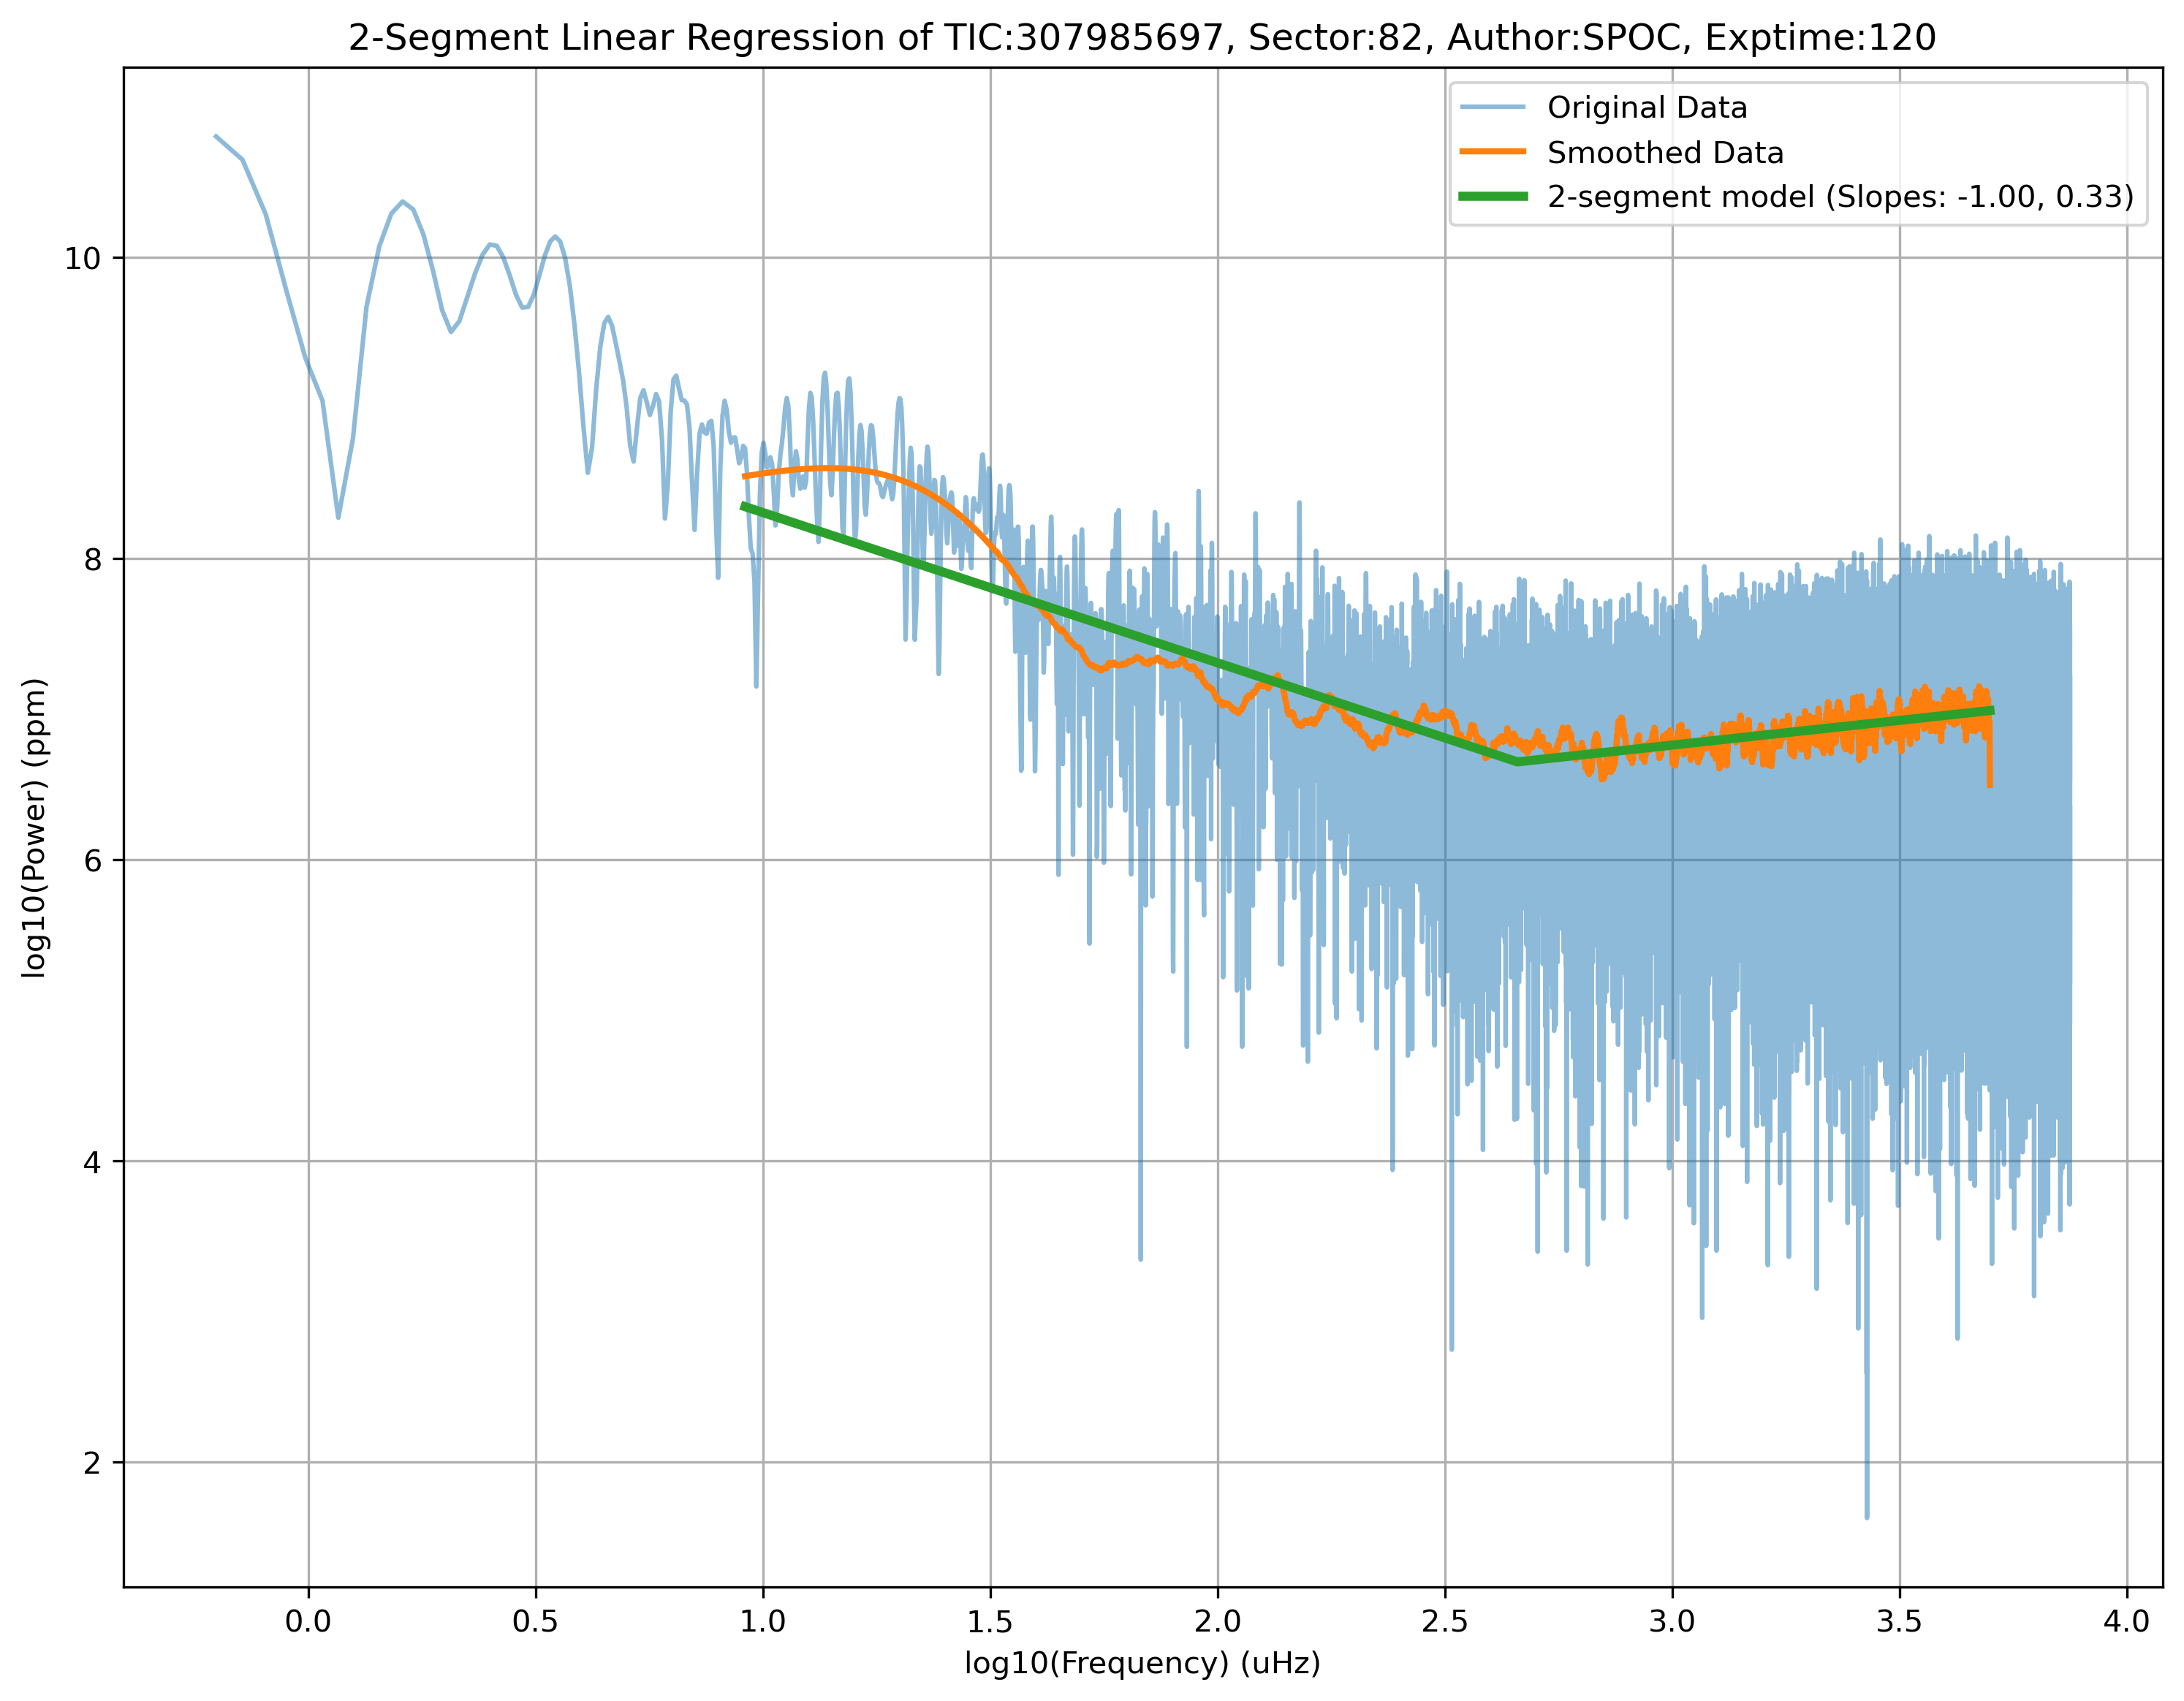 2-Segment Linear Regression of TIC:307985697, Sector:82, Author:SPOC, Exptime:120
Original Data
Smoothed Data
2-segment model (Slopes: -1.00, 0.33)
log10(Power) (ppm)
10
8
6
4
2
0.0 0.5 1.0 1.5 2.0 2.5 3.0 3.5 4.0
log10(Frequency) (uHz)